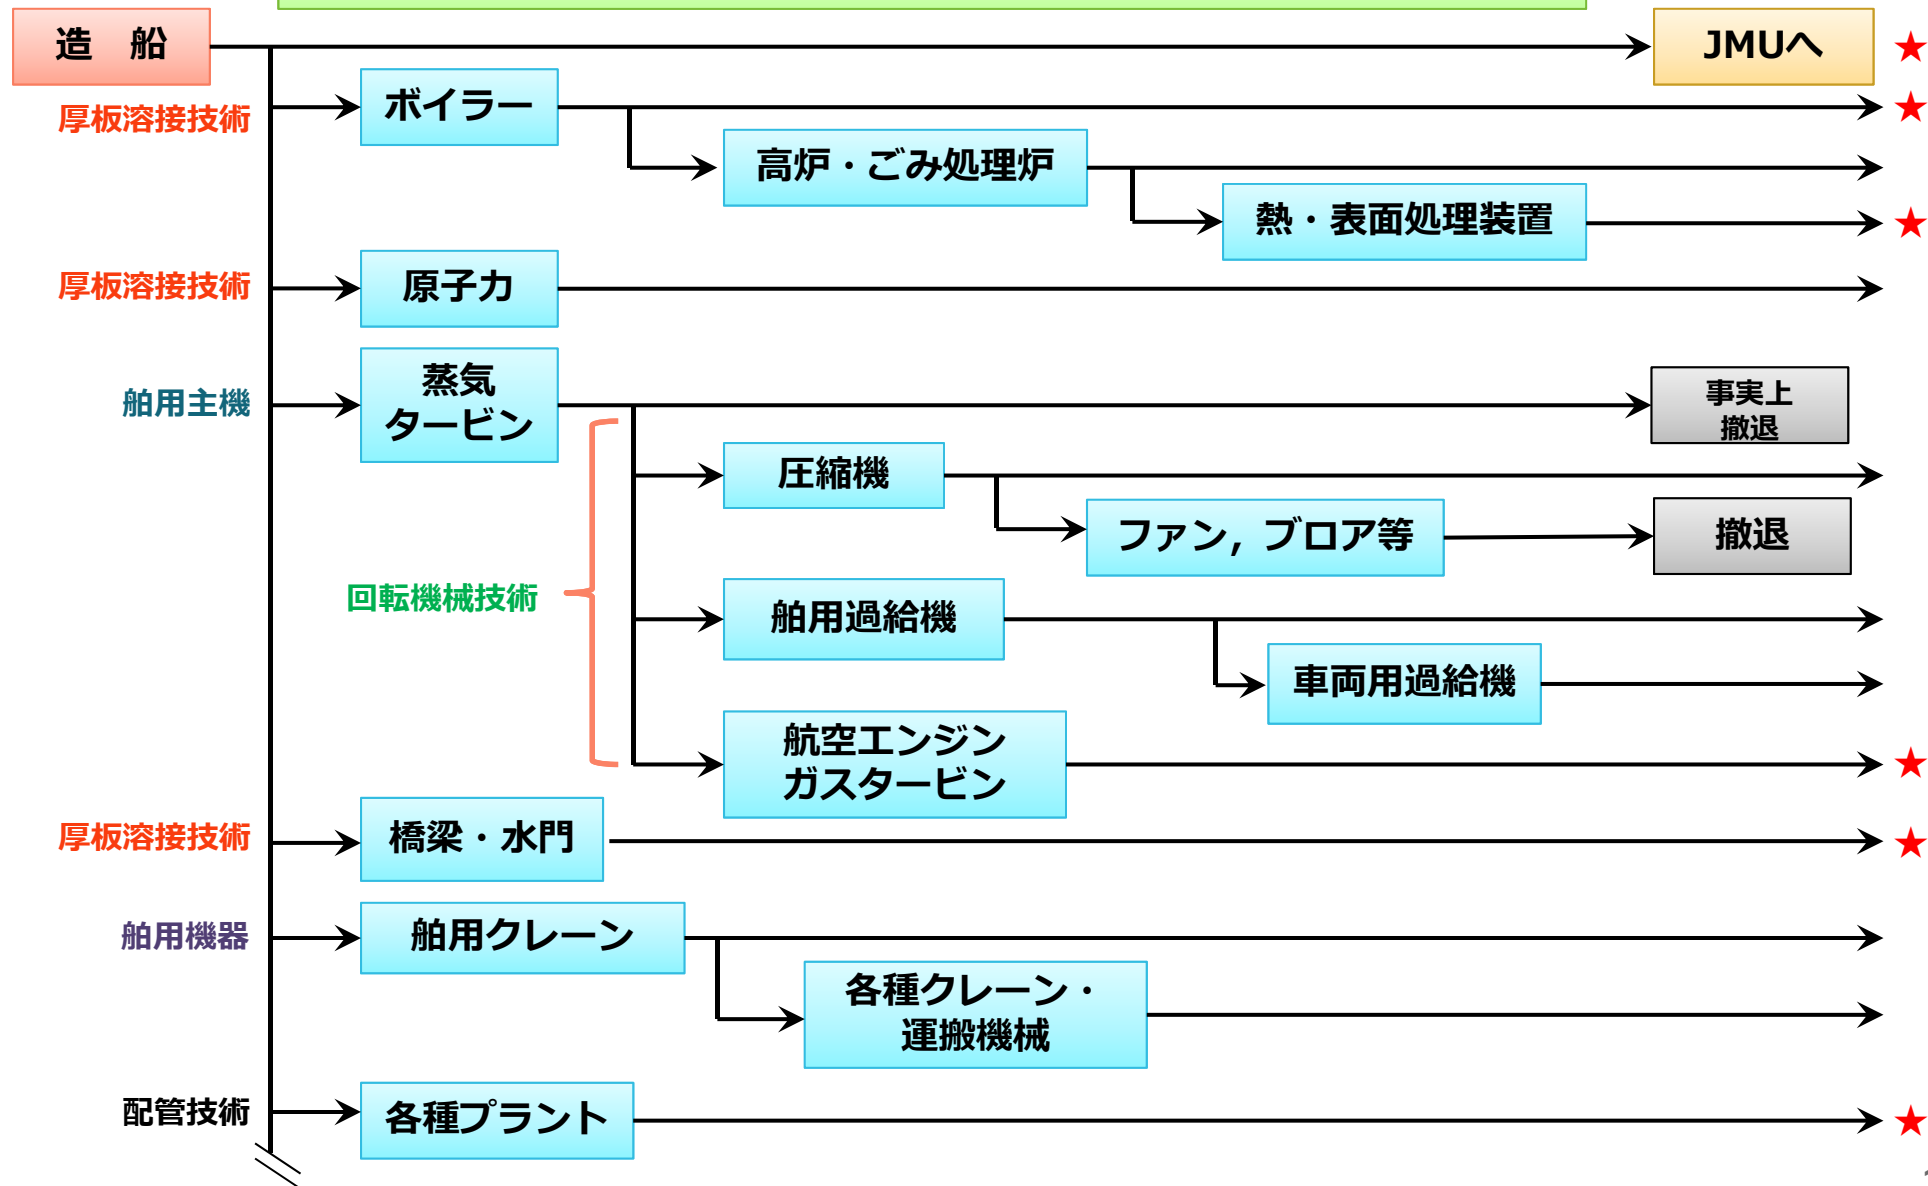 造　船
JMUへ
★
厚板溶接技術
ボイラー
★
高炉・ごみ処理炉
熱・表面処理装置
★
厚板溶接技術
原子力
舶用主機
蒸気
タービン
事実上
撤退
圧縮機
ファン, ブロア等
撤退
回転機械技術
舶用過給機
車両用過給機
航空エンジン
ガスタービン
★
厚板溶接技術
橋梁・水門
★
舶用機器
舶用クレーン
各種クレーン・
運搬機械
配管技術
各種プラント
★